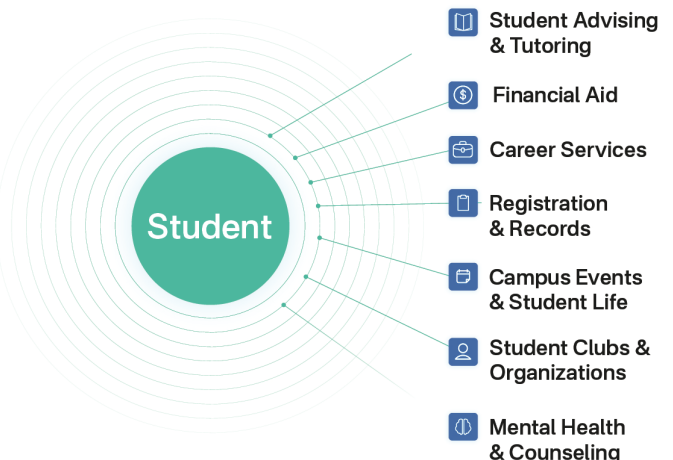 Student Advising
& Tutoring
Financial Aid
Career Services
Student
Registration
& Records
Campus Events
& Student Life
Student Clubs &
Organizations
Mental Health
& Counseling